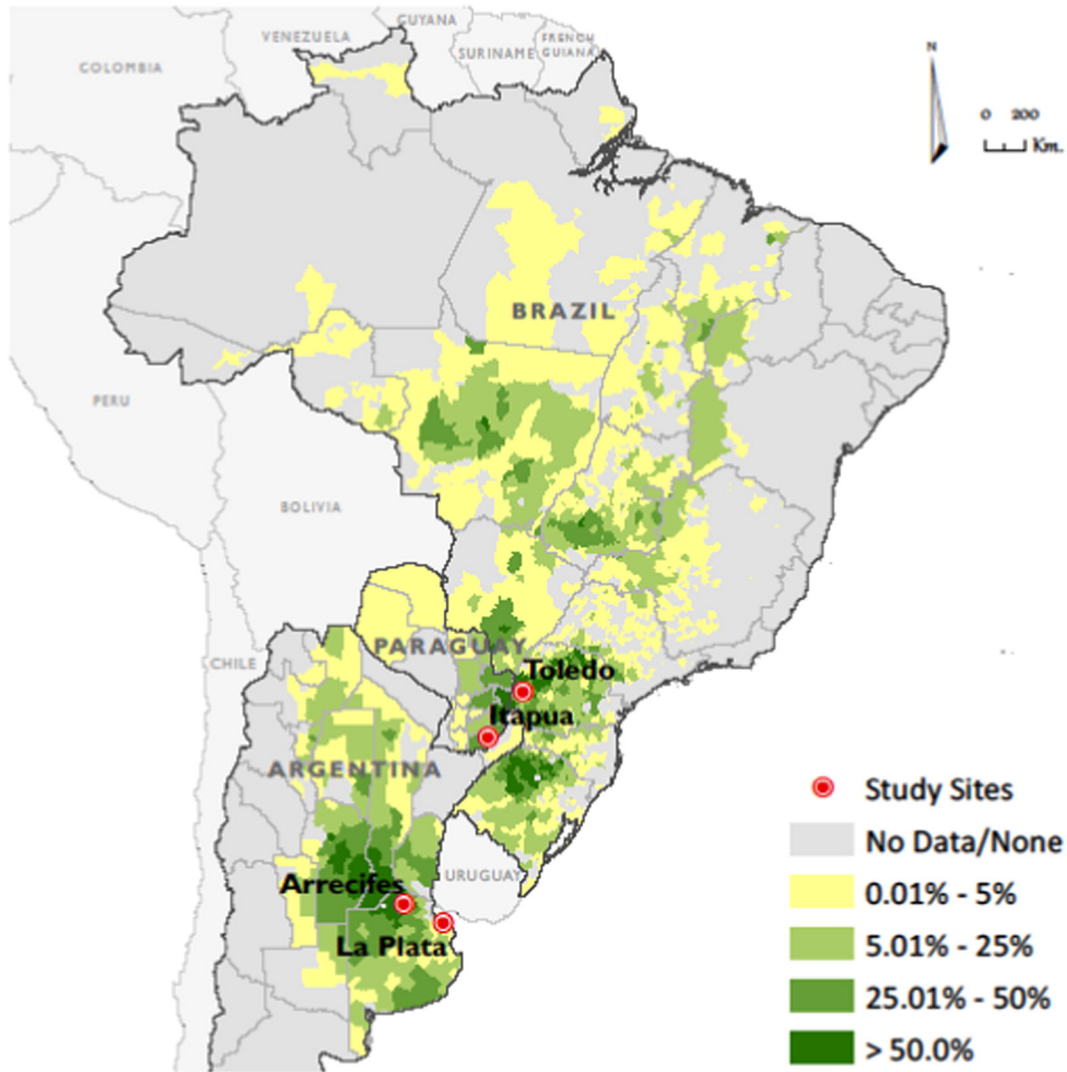 GUYANA
VENEZUELA
FRENCH
SURINAME GUIANA
COLOMBIA
N
0 200
Km.
BRAZIL
PERU
BOLIVIA
PARAGUAY
CHILE
Toledo
Itapua
ARGENTINA
URUGUAY
Arrecifes
La Plata
Study Sites
No Data/None
0.01% - 5%
5.01% - 25%
25.01% - 50%
> 50.0%